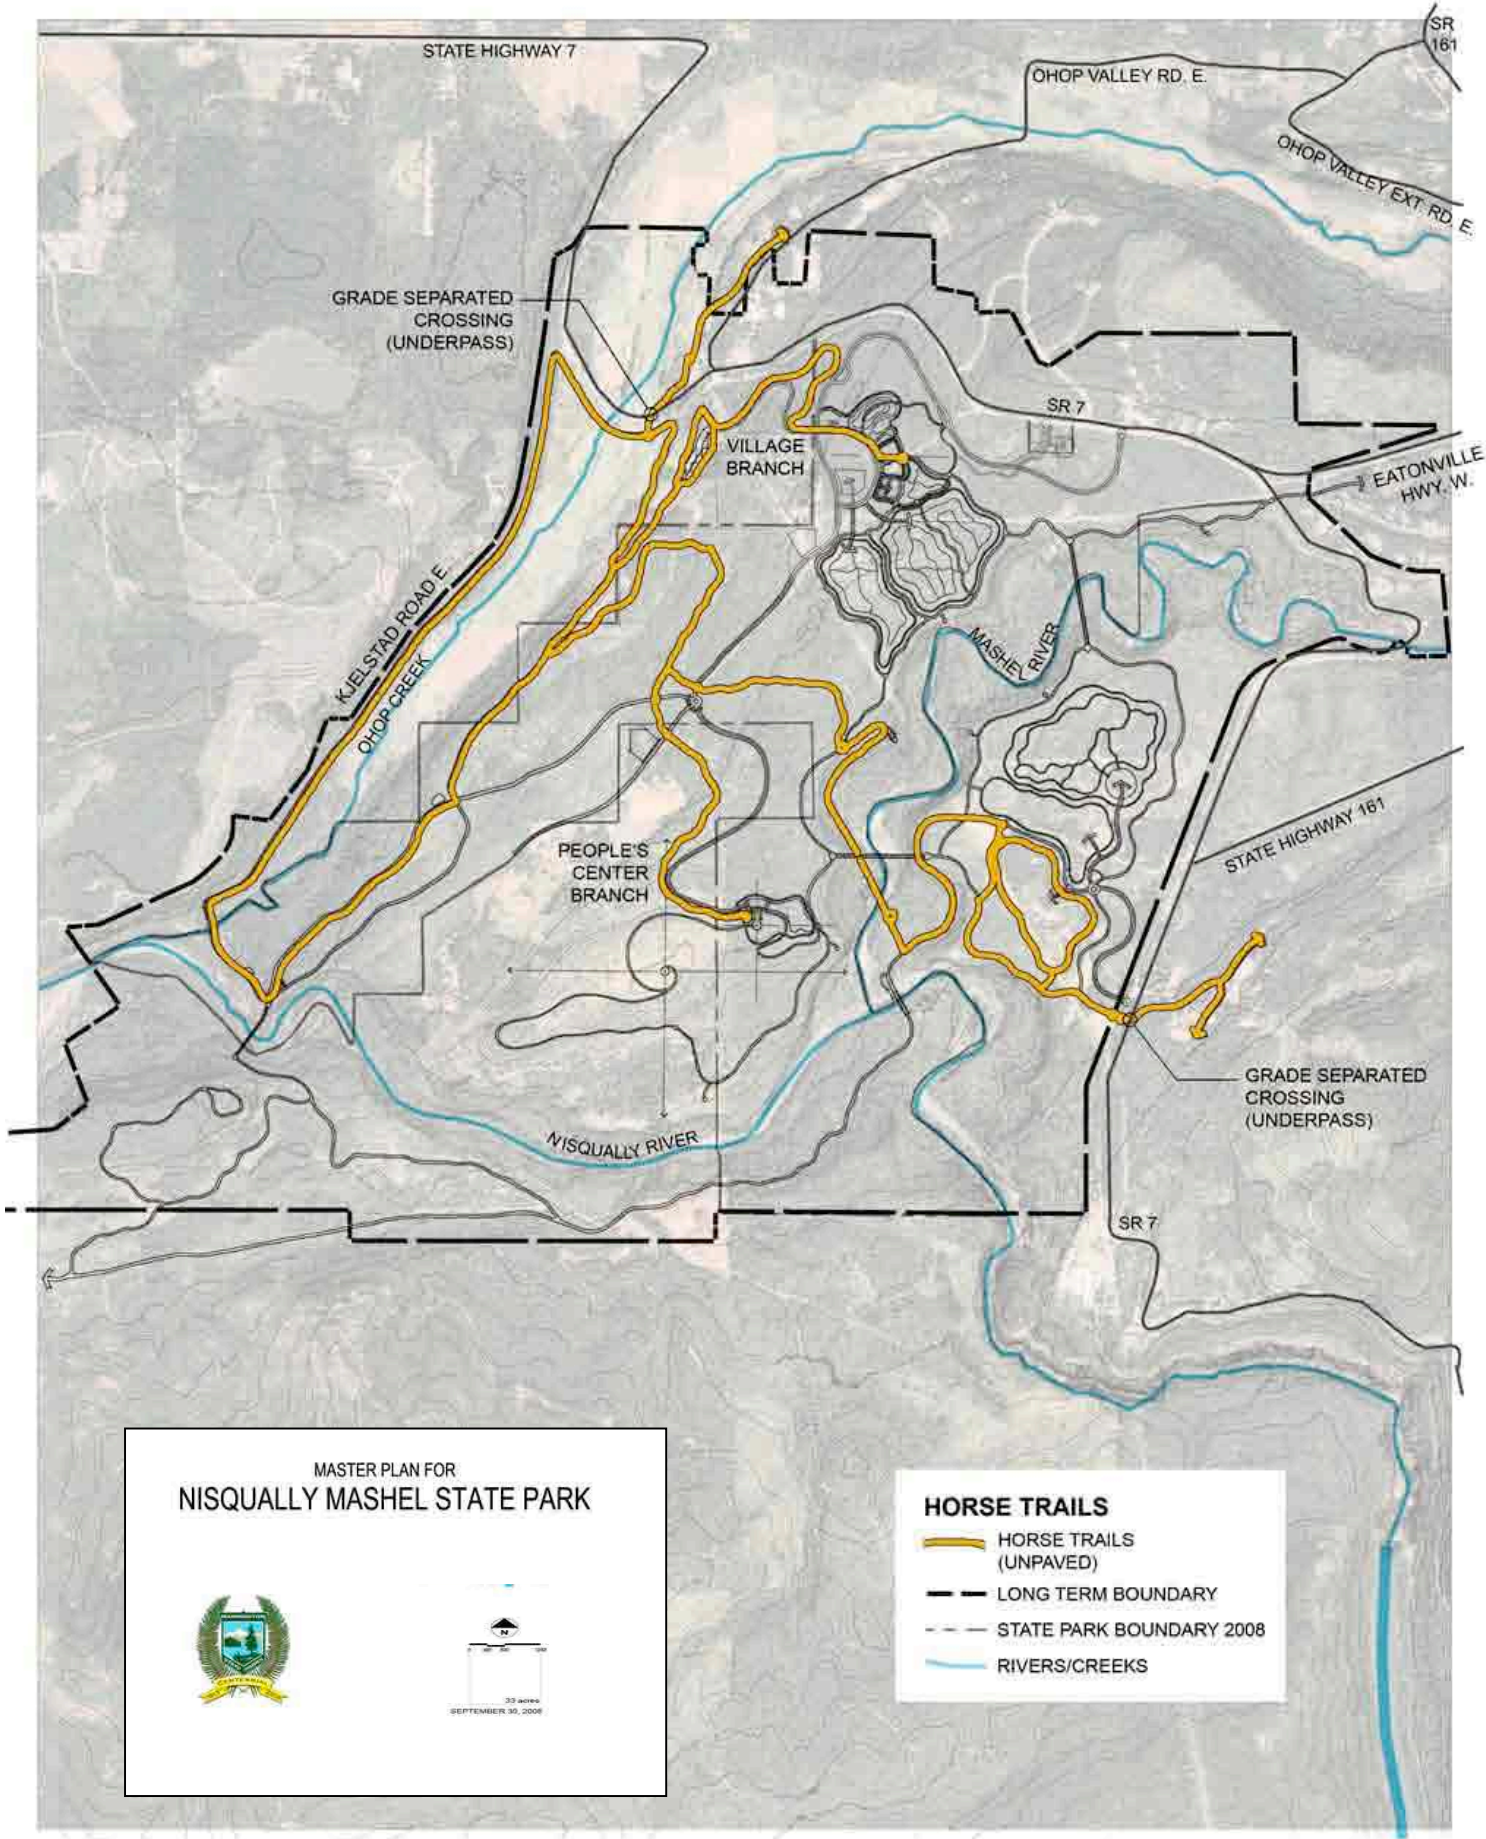 STATE HIGHWAY 7
SR
161
OHOP VALLEY RD. E.
OHOP VALLEY EXT. RD. E.
GRADE SEPARATED
CROSSING
(UNDERPASS)
SR 7
VILLAGE
BRANCH
EATONVILLE
HWY. W.
KJELSTAD ROAD E.
OHOP CREEK
MASHEL RIVER
STATE HIGHWAY 161
PEOPLE'S
CENTER
BRANCH
GRADE SEPARATED
CROSSING
(UNDERPASS)
NISQUALLY RIVER
SR 7
MASTER PLAN FOR
NISQUALLY MASHEL STATE PARK
CENTENNIAL
N
33 acres
SEPTEMBER 30, 2008
HORSE TRAILS
HORSE TRAILS
(UNPAVED)
LONG TERM BOUNDARY
STATE PARK BOUNDARY 2008
RIVERS/CREEKS